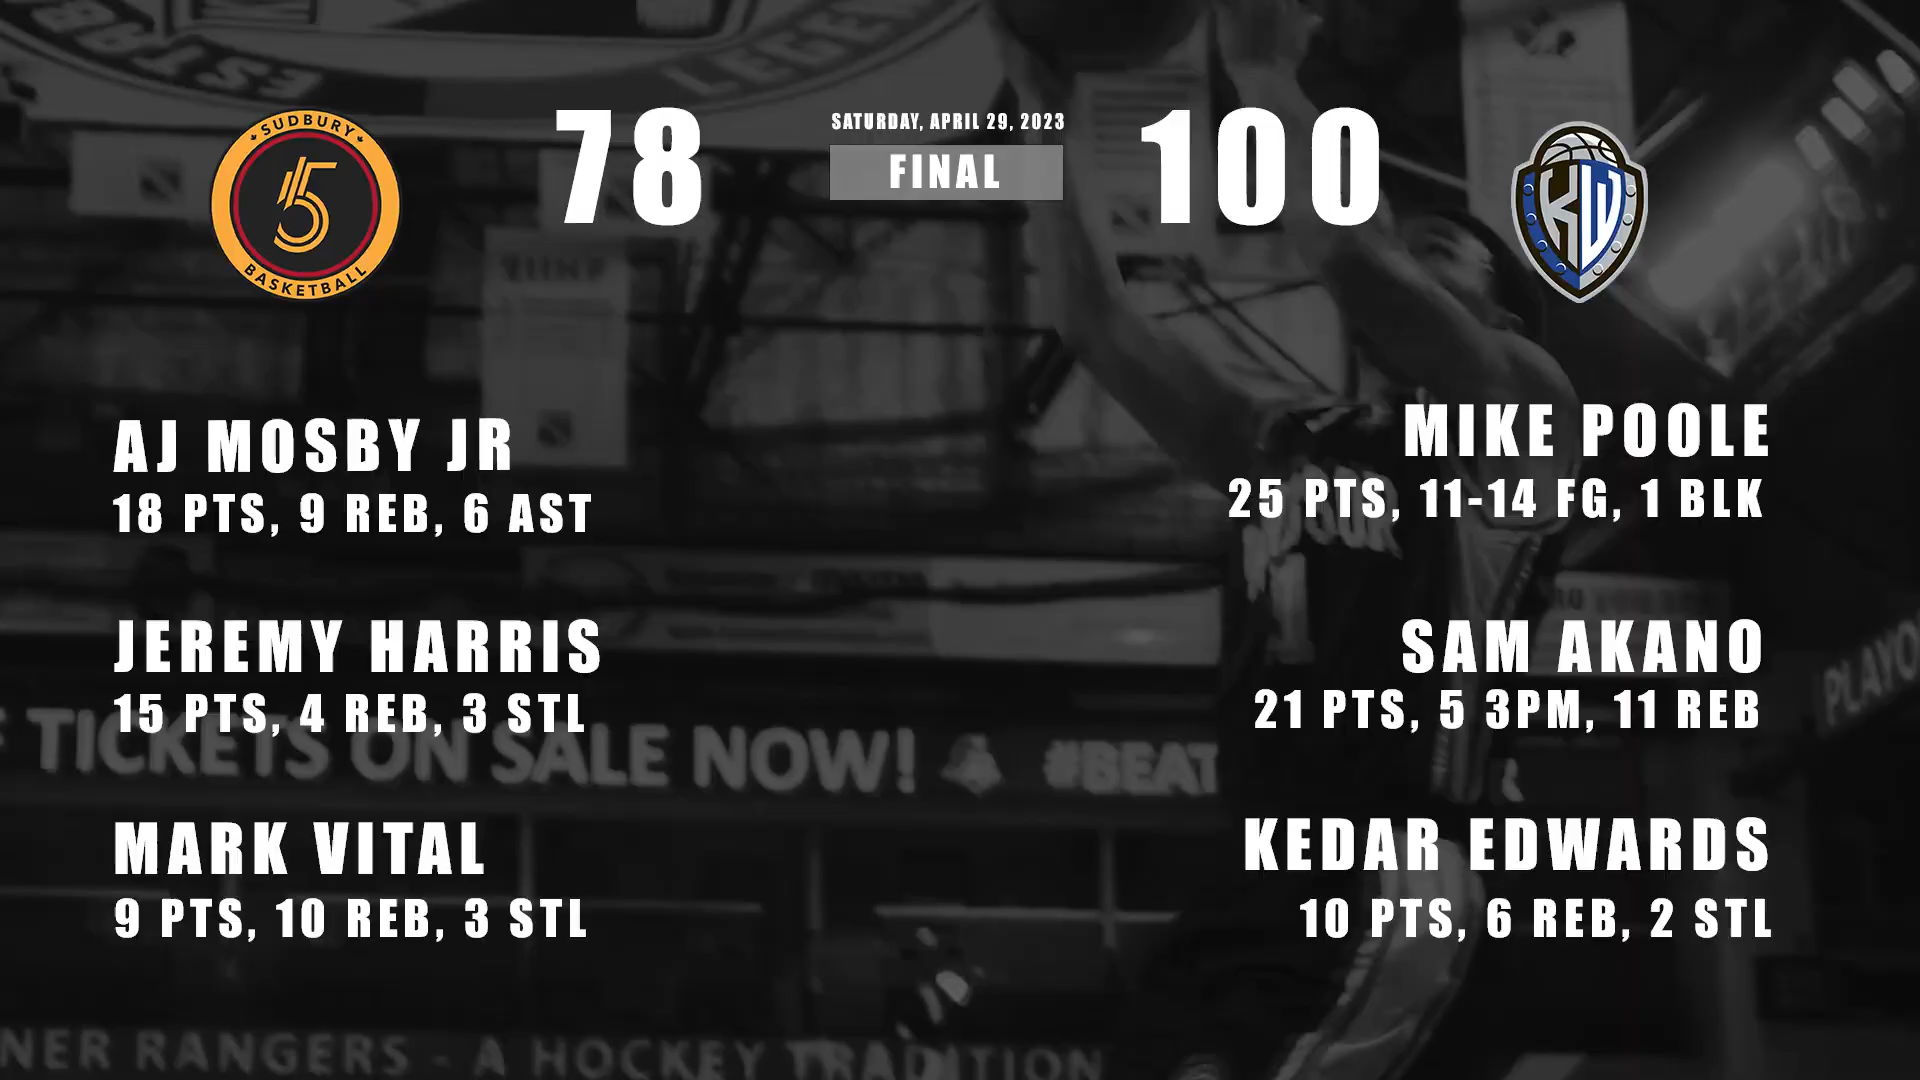 SUDBURY
5
BASKETBALL
78
SATURDAY, APRIL 29, 2023
FINAL
100
KW
AJ MOSBY JR
18 PTS, 9 REB, 6 AST
JEREMY HARRIS
15 PTS, 4 REB, 3 STL
MARK VITAL
9 PTS, 10 REB, 3 STL
MIKE POOLE
25 PTS, 11-14 FG, 1 BLK
SAM AKANO
21 PTS, 5 3PM, 11 REB
KEDAR EDWARDS
10 PTS, 6 REB, 2 STL
TICKETS ON SALE NOW! #BEAT
RANGERS - A HOCKEY TRADITION